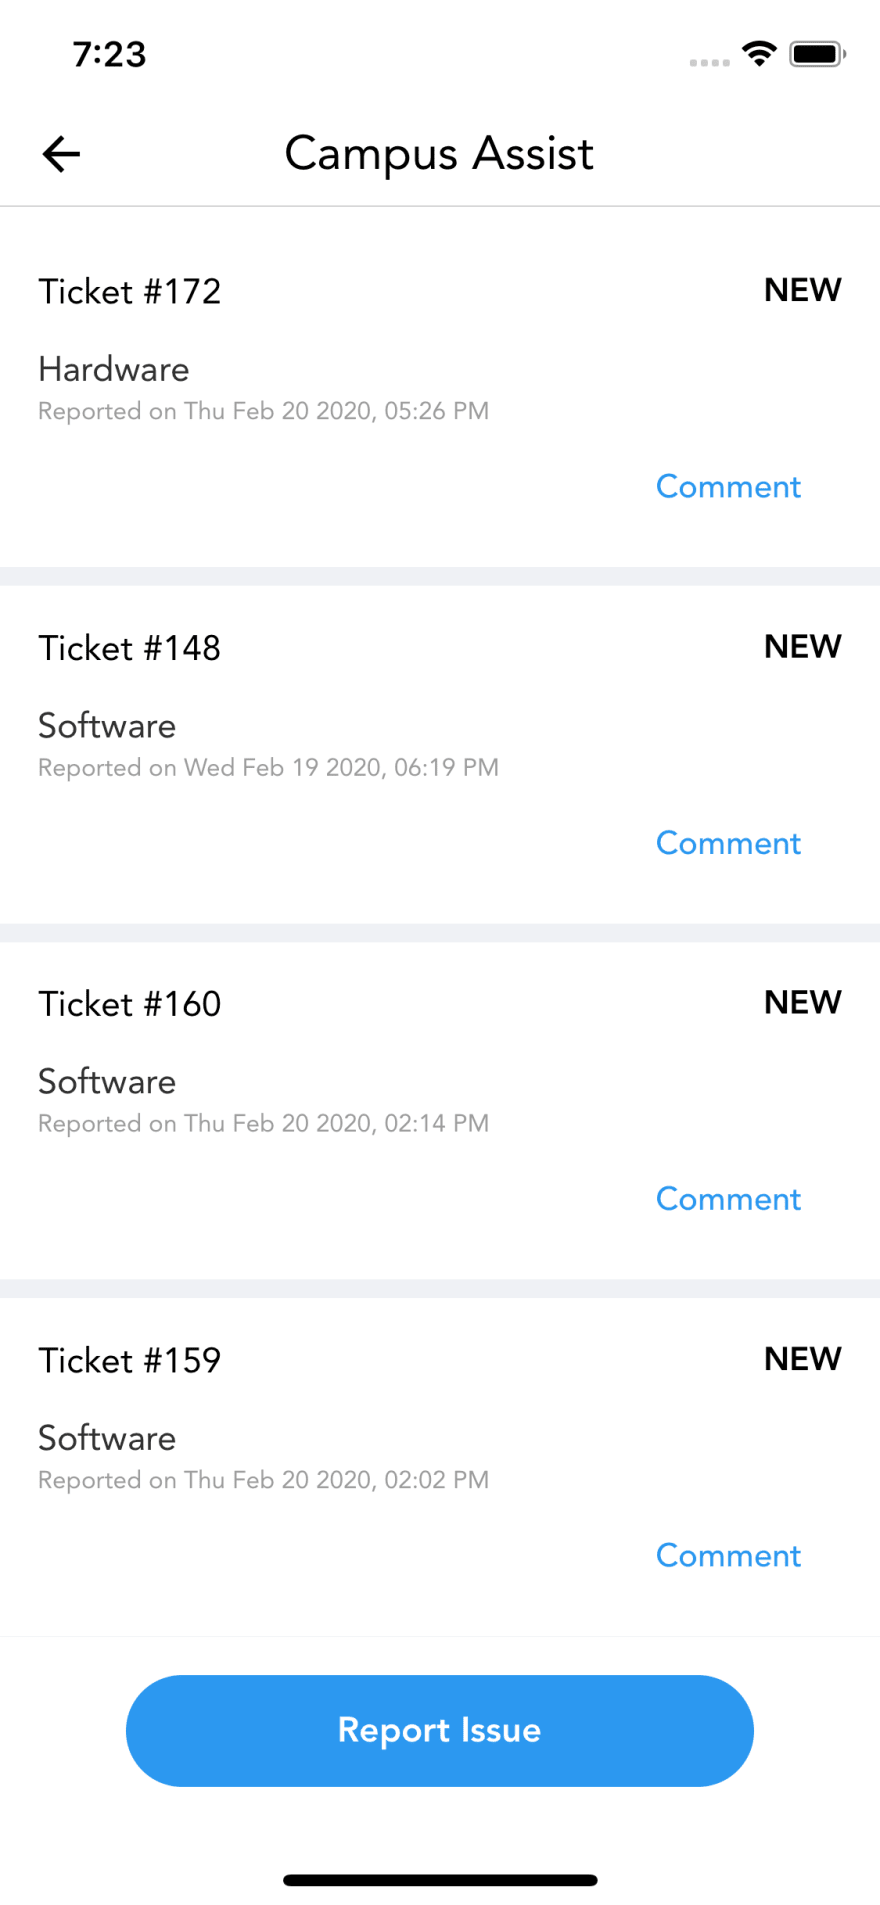 7:23
Campus Assist
Ticket #172
NEW
Hardware
Reported on Thu Feb 20 2020, 05:26 PM
Comment
Ticket #148
NEW
Software
Reported on Wed Feb 19 2020, 06:19 PM
Comment
Ticket #160
NEW
Software
Reported on Thu Feb 20 2020, 02:14 PM
Comment
Ticket #159
NEW
Software
Reported on Thu Feb 20 2020, 02:02 PM
Comment
Report Issue